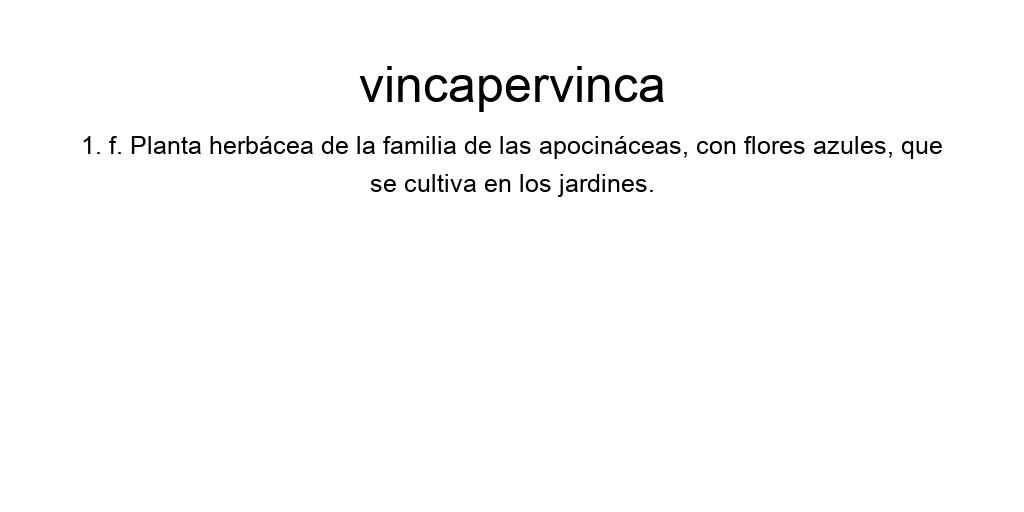 vincapervinca
1. f. Planta herbácea de la familia de las apocináceas, con flores azules, que
se cultiva en los jardines.